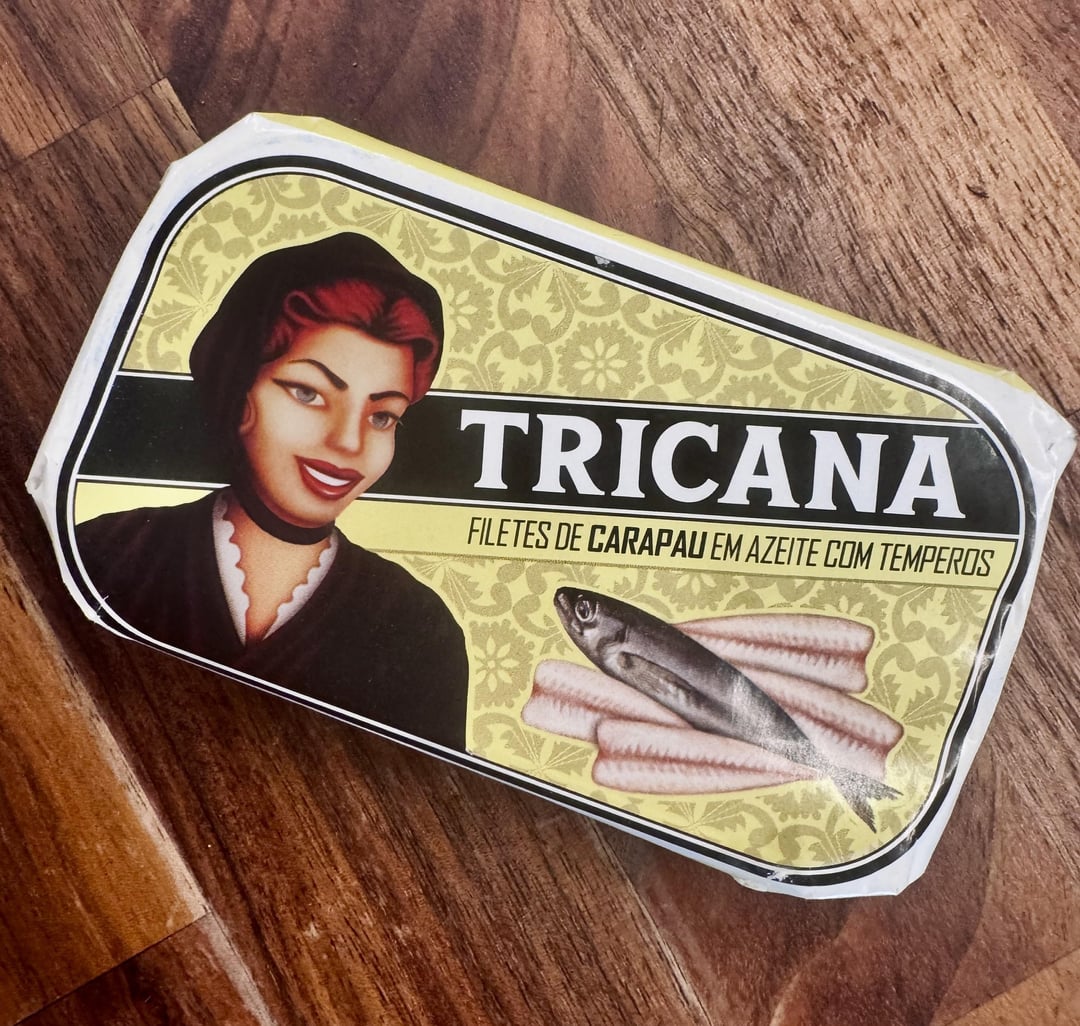 TRICANA
FILETES DE CARAPAU EM AZEITE COM TEMPEROS